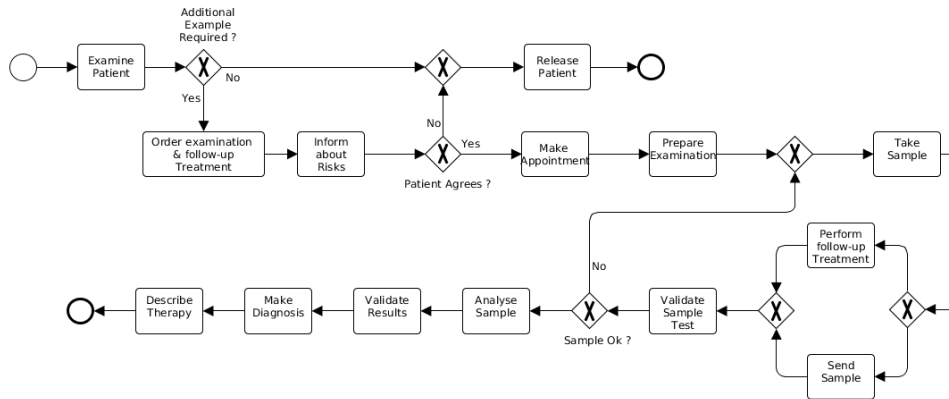 Additional
Example
Required ?
Examine
Patient
No
Yes
Release
Patient
Order examination
& follow-up
Treatment
Inform
about
Risks
No
Yes
Patient Agrees ?
Make
Appointment
Prepare
Examination
Take
Sample
Perform
follow-up
Treatment
No
Describe
Therapy
Make
Diagnosis
Validate
Results
Analyse
Sample
Sample Ok ?
Validate
Sample
Test
Send
Sample